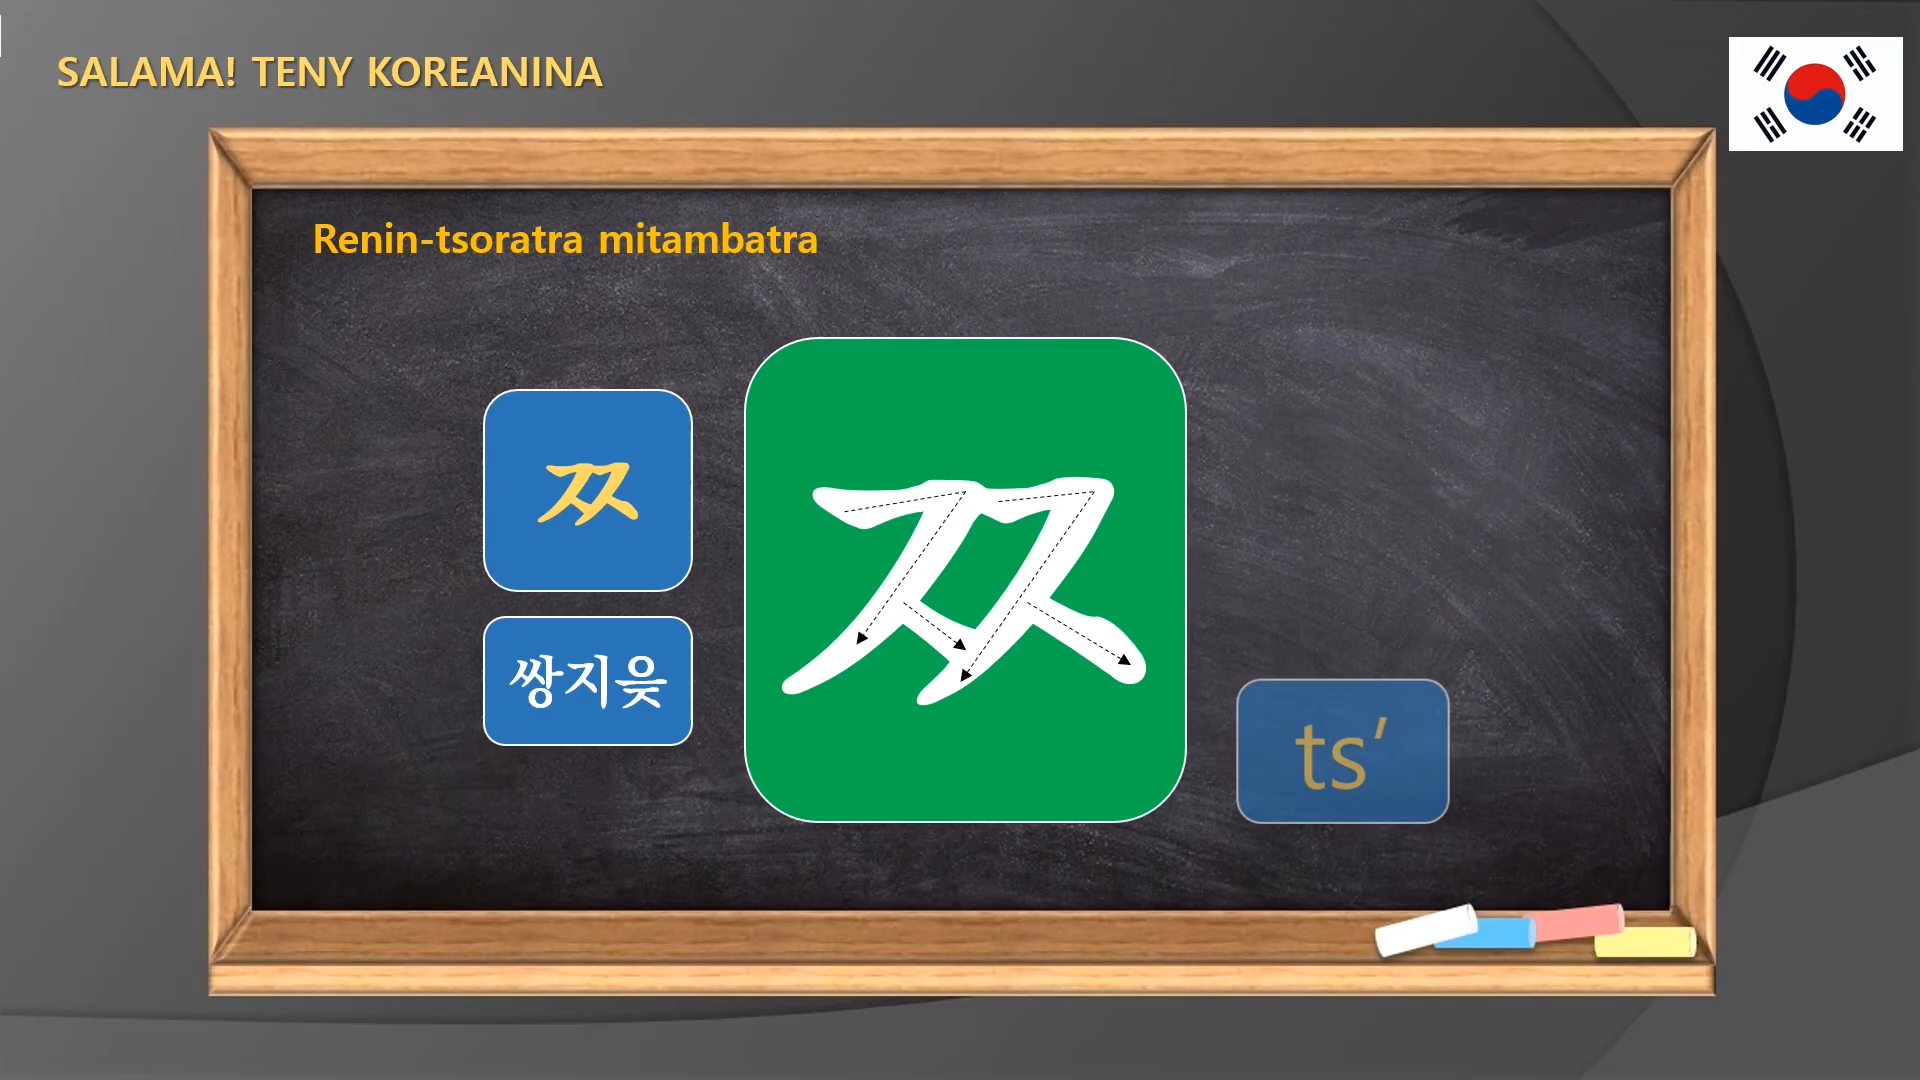 SALAMA! TENY KOREANINA
Renin-tsoratra mitambatra
ㅉ
쌍지읒
ㅉ
ts′